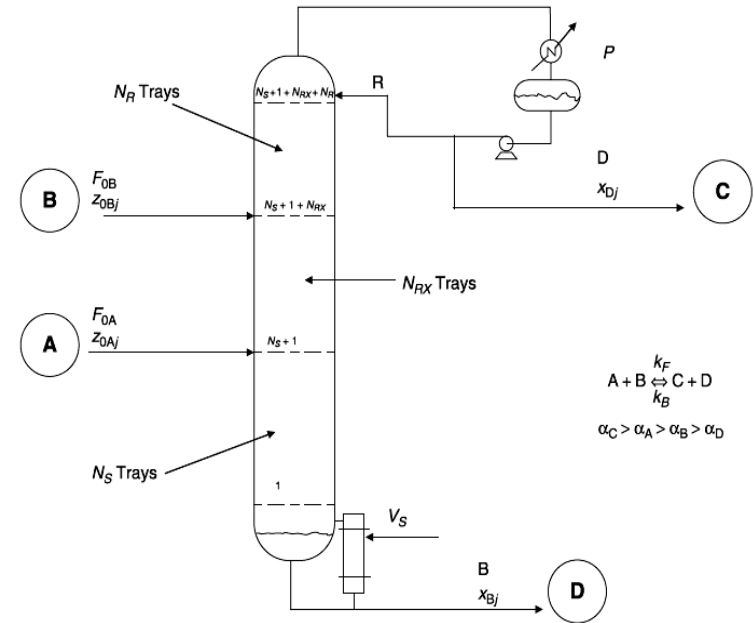 P
N_S+1+N_RX+N_R
R
N_R Trays
D
x_Dj
C
F_0B
z_0Bj
B
N_S+1+N_RX
N_RX Trays
F_0A
z_0Aj
A
N_S+1
k_F
A+B⇔C+D
k_B
α_C>α_A>α_B>α_D
N_S Trays
1
V_S
B
x_Bj
D